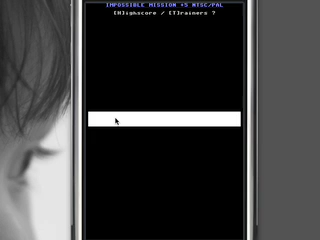 IMPOSSIBLE MISSION +5 NTSC/PAL
(H)ighscore / (T)rainers ?